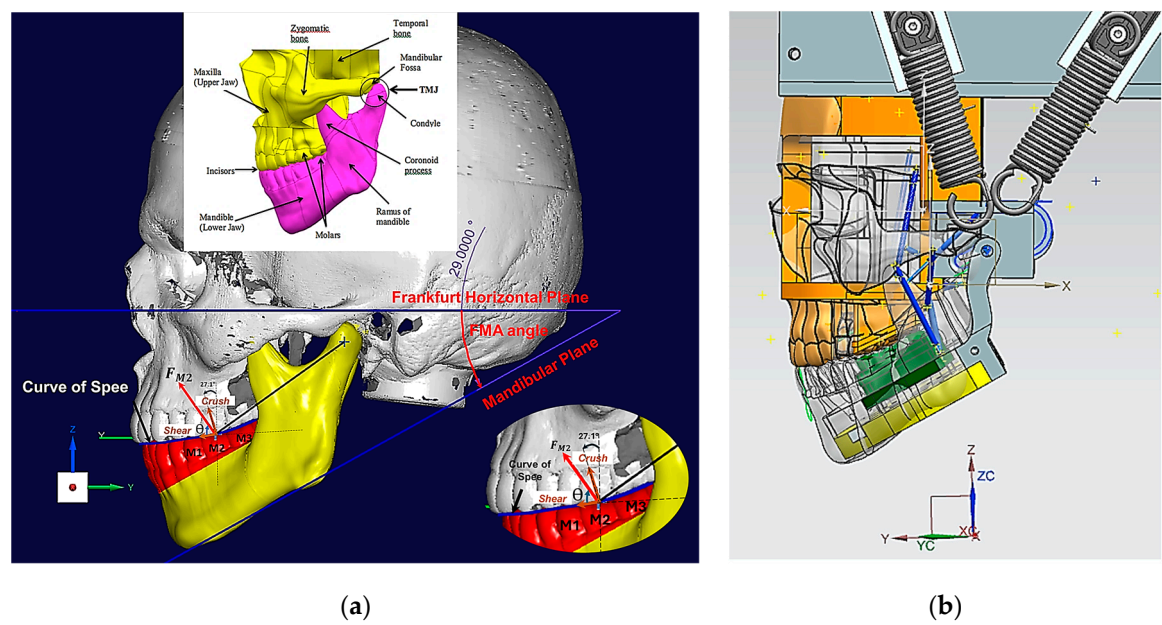 Zygomatic
bone
Temporal
bone
Maxilla
(Upper Jaw)
Mandibular
Fossa
TMJ
Condyle
Coronoid
process
Incisors
Ramus of
mandible
Mandible
(Lower Jaw)
Molars
29.0000 °
Frankfurt Horizontal Plane
FMA angle
Mandibular Plane
Curve of Spee
F_M2
27.1°
Crush
Shear
θ
M1
M2
M3
Y
Z
Y
F_M2
27.1°
Crush
Curve of
Spee
Shear
θ
M1
M2
M3
X
X
Z
ZC
XC
Y
YC
(a)
(b)